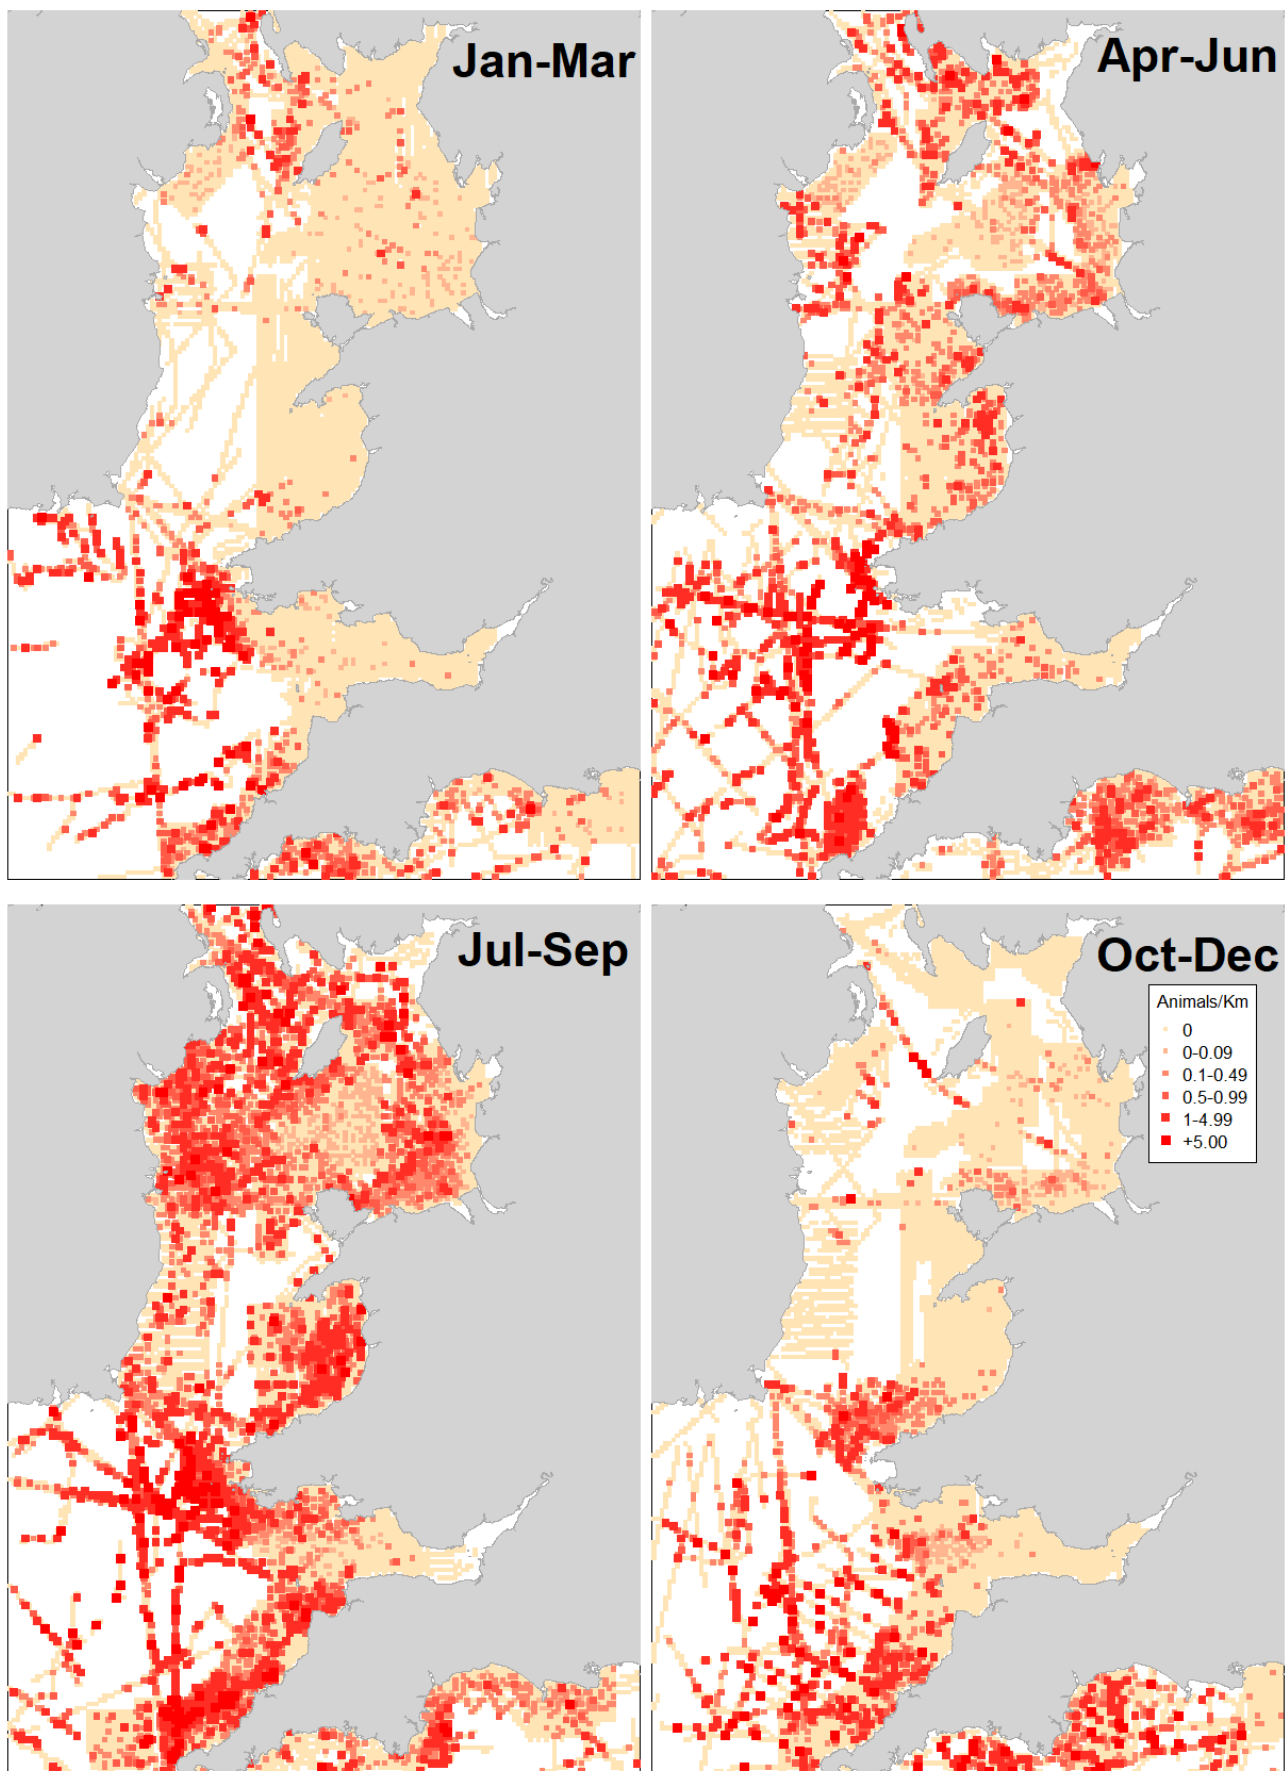 Jan-Mar
Apr-Jun
Jul-Sep
Oct-Dec
Animals/Km
0
0-0.09
0.1-0.49
0.5-0.99
1-4.99
+5.00